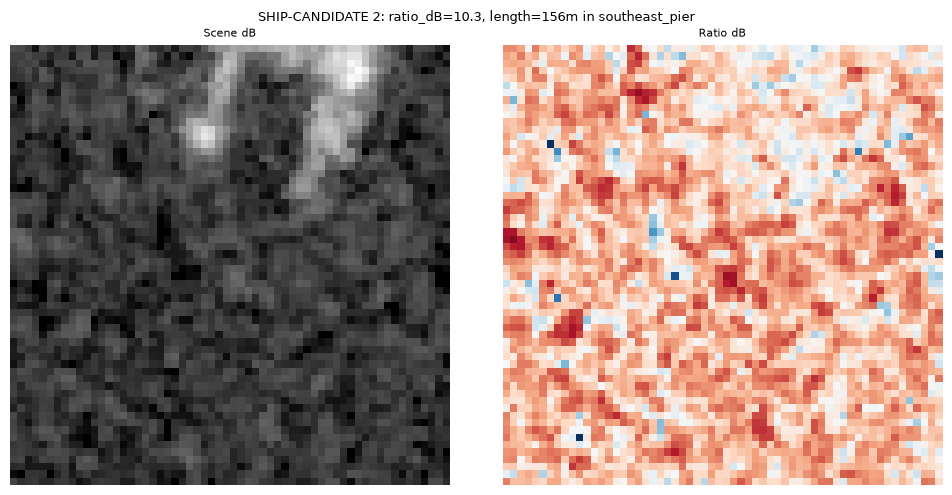 SHIP-CANDIDATE 2: ratio_dB=10.3, length=156m in southeast_pier
Scene dB
Ratio dB